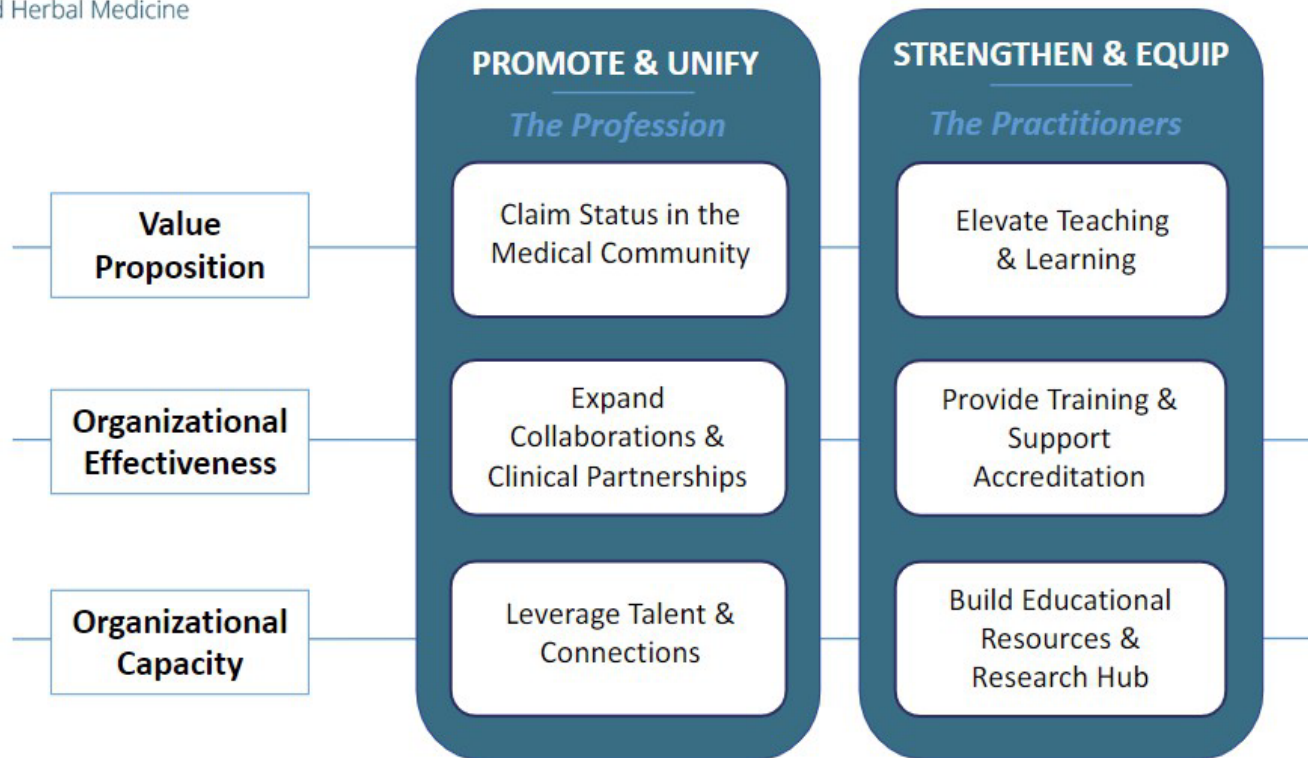 Herbal Medicine
PROMOTE & UNIFY
The Profession
STRENGTHEN & EQUIP
The Practitioners
Value
Proposition
Claim Status in the
Medical Community
Elevate Teaching
& Learning
Organizational
Effectiveness
Expand
Collaborations &
Clinical Partnerships
Provide Training &
Support
Accreditation
Organizational
Capacity
Leverage Talent &
Connections
Build Educational
Resources &
Research Hub